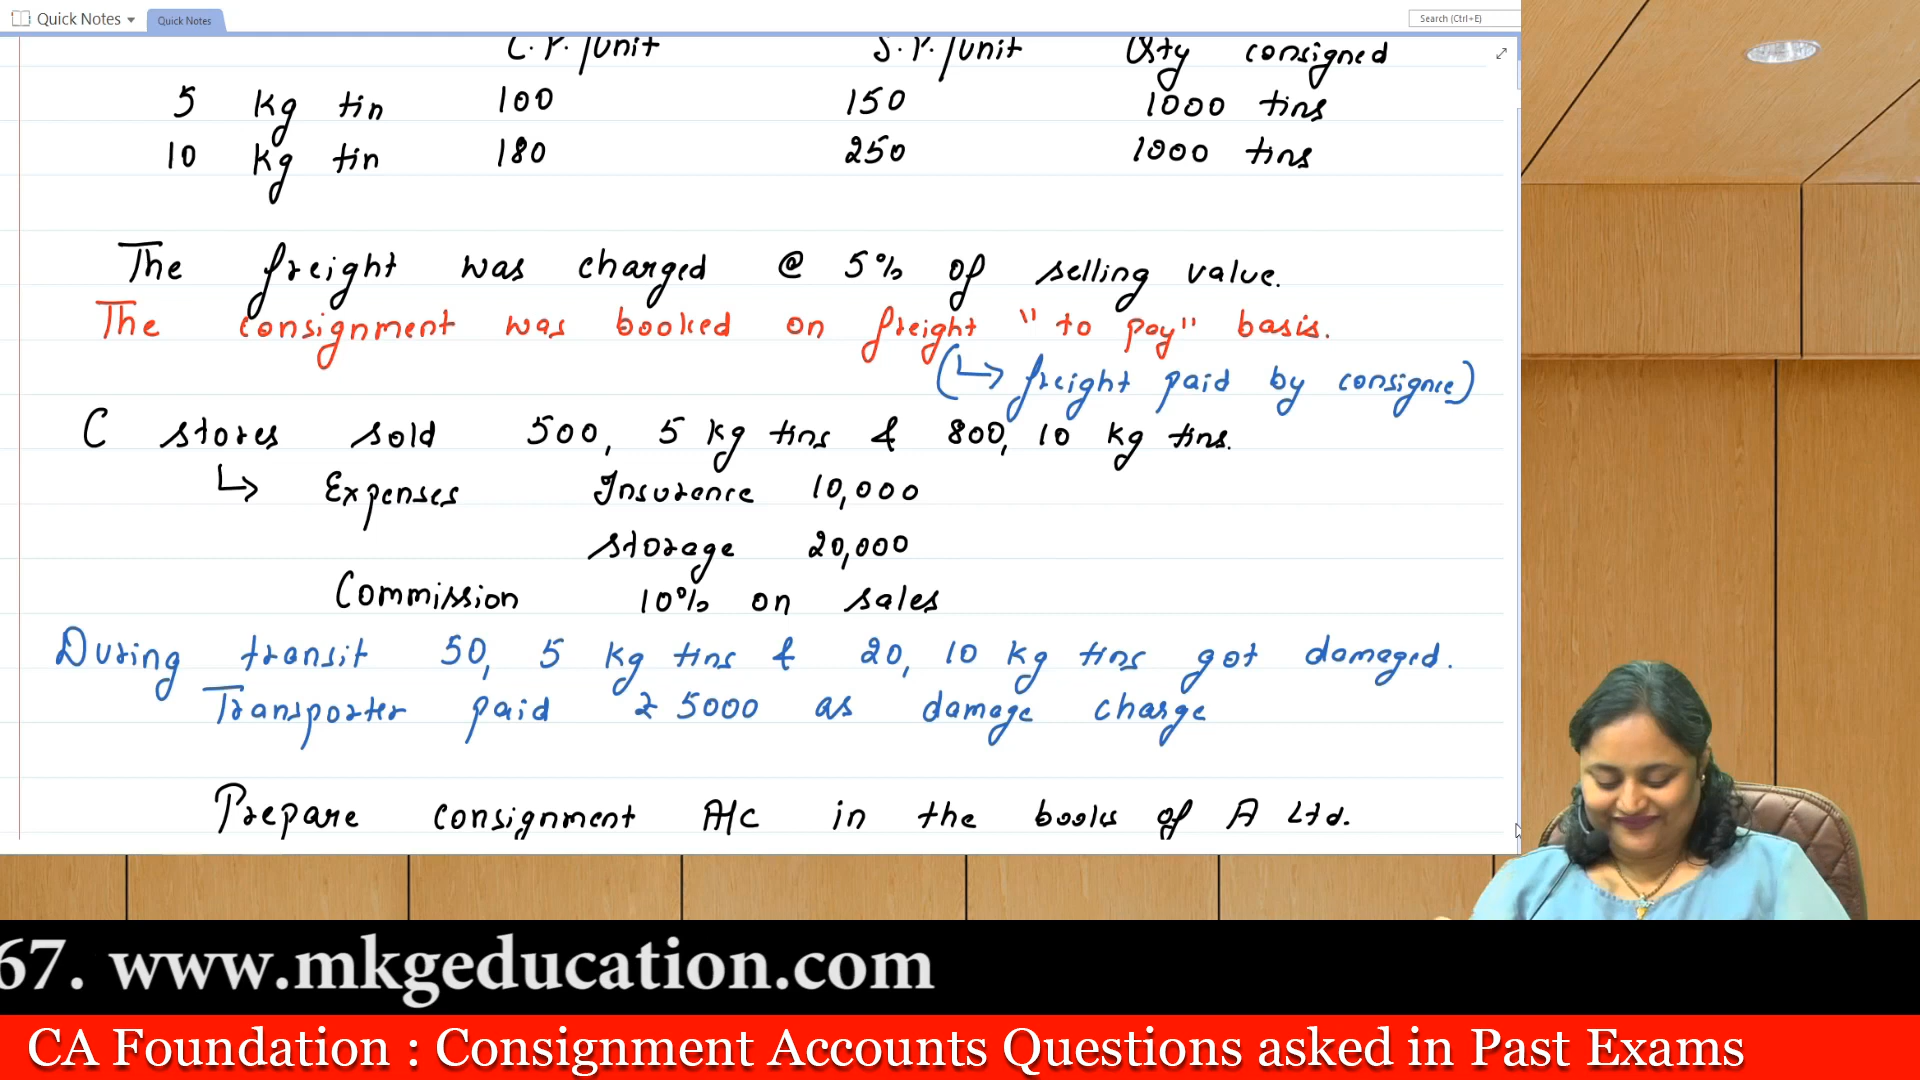 Quick Notes
Quick Notes
Search (Ctrl+E)
C.P./unit S.P./unit Qty consigned
5 kg tin 100 150 1000 tins
10 kg tin 180 250 1000 tins
The freight was charged @ 5% of selling value.
The consignment was booked on freight "to pay" basis.
(↳ freight paid by consignee)
C stores sold 500, 5 kg tins & 800, 10 kg tins.
↳ Expenses Insurance 10,000
storage 20,000
Commission 10% on sales
During transit 50, 5 kg tins & 20, 10 kg tins got damaged.
Transporter paid ₹ 5000 as damage charge
Prepare consignment A/c in the books of A Ltd.
67. www.mkgeducation.com
CA Foundation : Consignment Accounts Questions asked in Past Exams